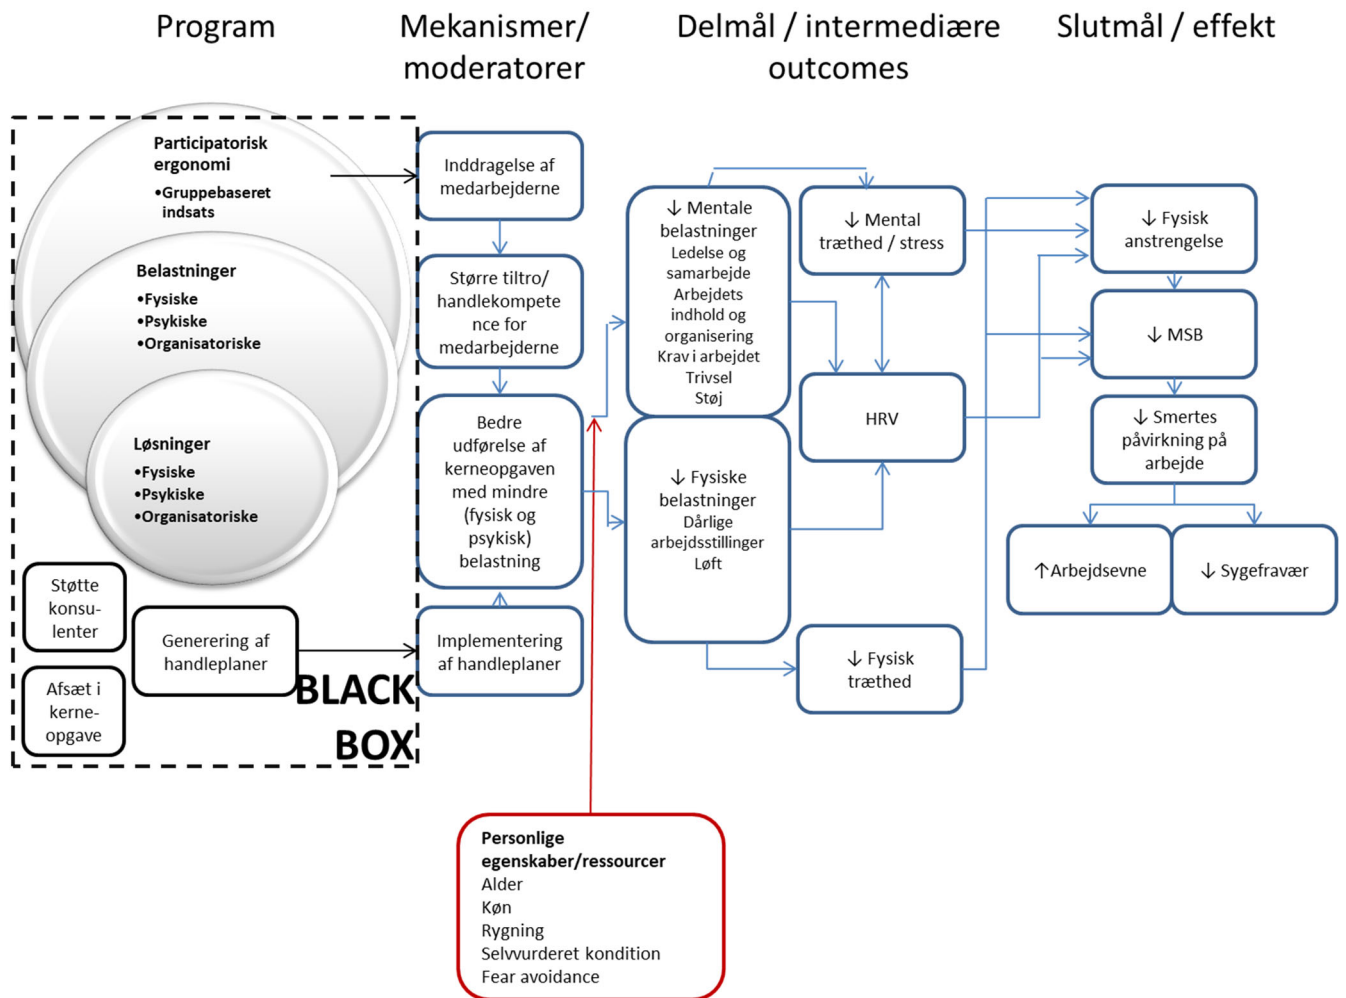 Program
Mekanismer/
moderatorer
Delmål / intermediære
outcomes
Slutmål / effekt
Participatorisk
ergonomi
•Gruppebaseret
indsats
Belastninger
•Fysiske
•Psykiske
•Organisatoriske
Løsninger
•Fysiske
•Psykiske
•Organisatoriske
Støtte
konsu-
lenter
Afsæt i
kerne-
opgave
Generering af
handleplaner
BLACK
BOX
Inddragelse af
medarbejderne
Større tiltro/
handlekompete
nce for
medarbejderne
Bedre
udførelse af
kerneopgaven
med mindre
(fysisk og
psykisk)
belastning
Implementering
af handleplaner
↓ Mentale
belastninger
Ledelse og
samarbejde
Arbejdets
indhold og
organisering
Krav i arbejdet
Trivsel
Støj
↓ Fysiske
belastninger
Dårlige
arbejdsstillinger
Løft
↓ Mental
træthed / stress
HRV
↓ Fysisk
træthed
↓ Fysisk
anstrengelse
↓ MSB
↓ Smertes
påvirkning på
arbejde
↑Arbejdsevne
↓ Sygefravær
Personlige
egenskaber/ressourcer
Alder
Køn
Rygning
Selvvurderet kondition
Fear avoidance